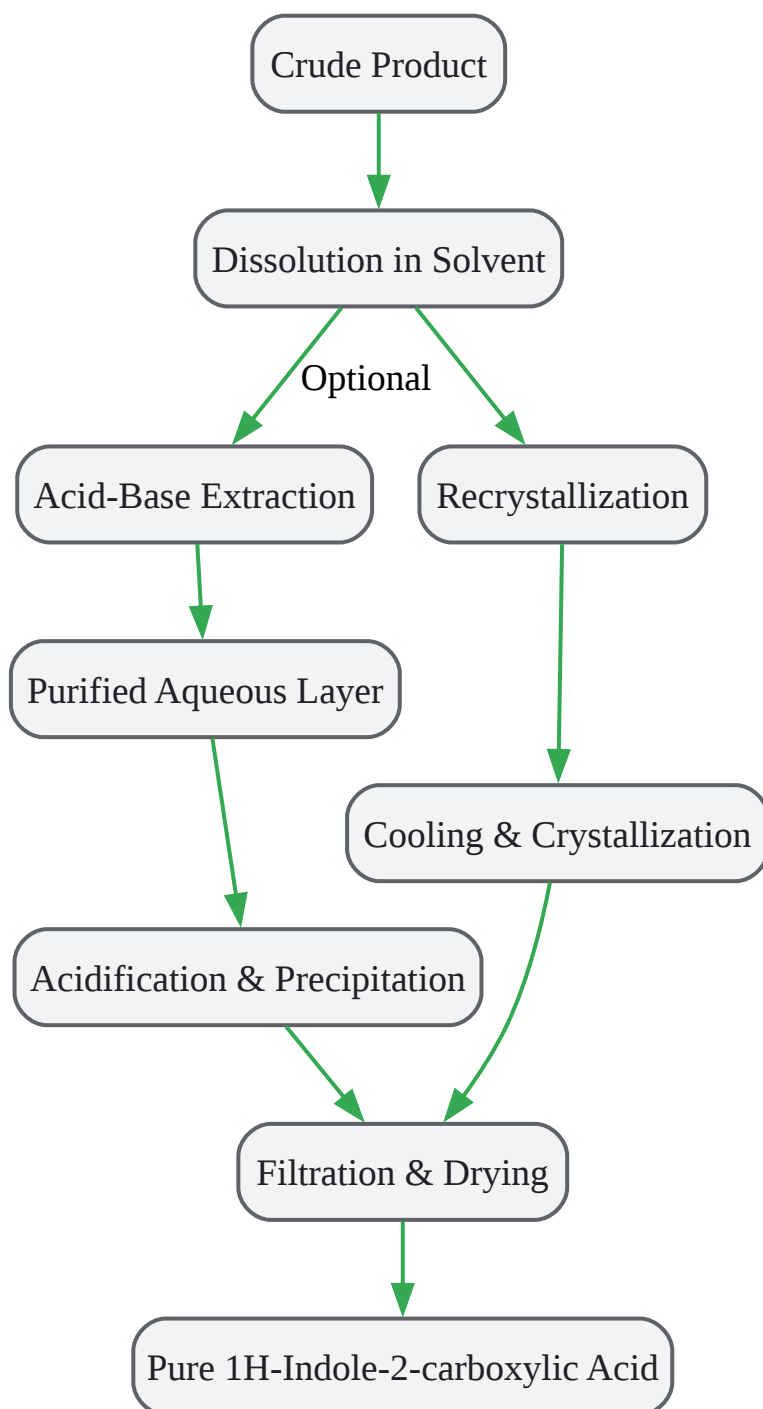 Crude Product
Dissolution in Solvent
Optional
Acid-Base Extraction
Recrystallization
Purified Aqueous Layer
Cooling & Crystallization
Acidification & Precipitation
Filtration & Drying
Pure 1H-Indole-2-carboxylic Acid